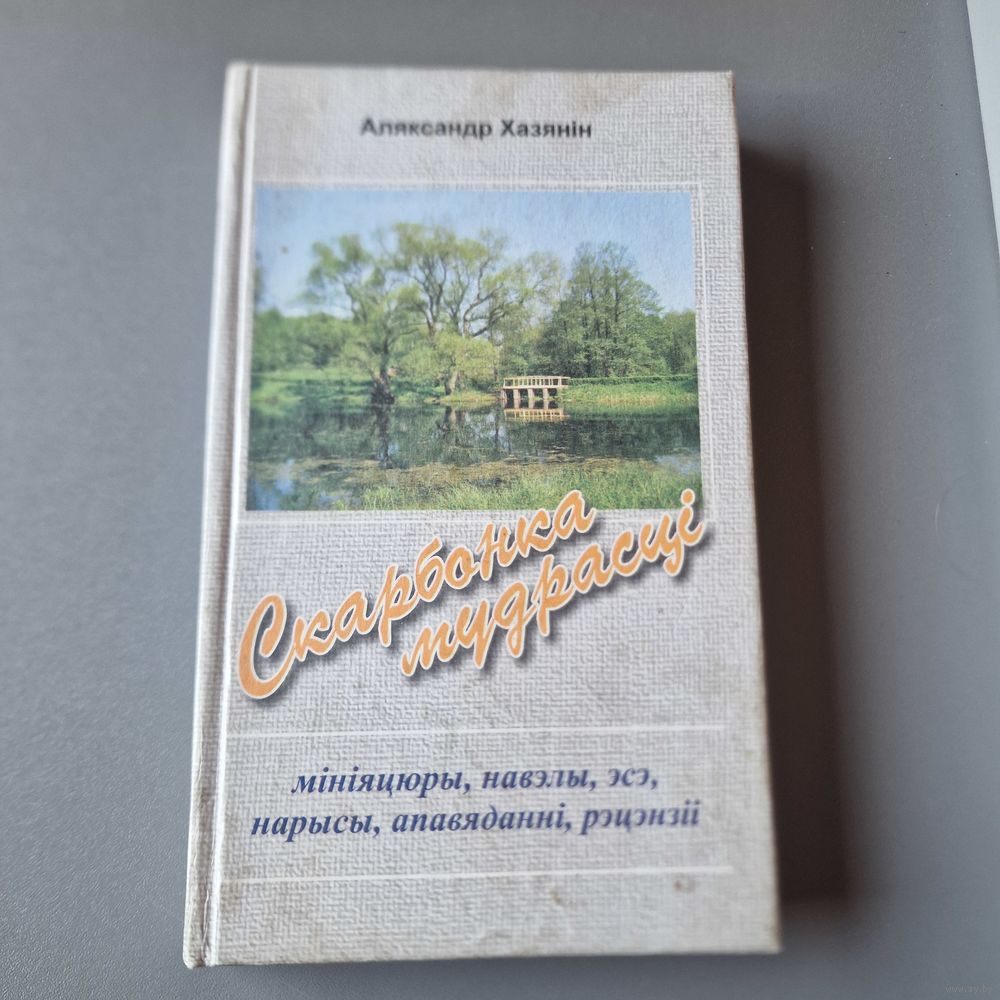 Аляксандр Хазянін
Скарбонка
мудрасці
мініяцюры, навэлы, эсэ,
нарысы, апавяданні, рэцэнзіі